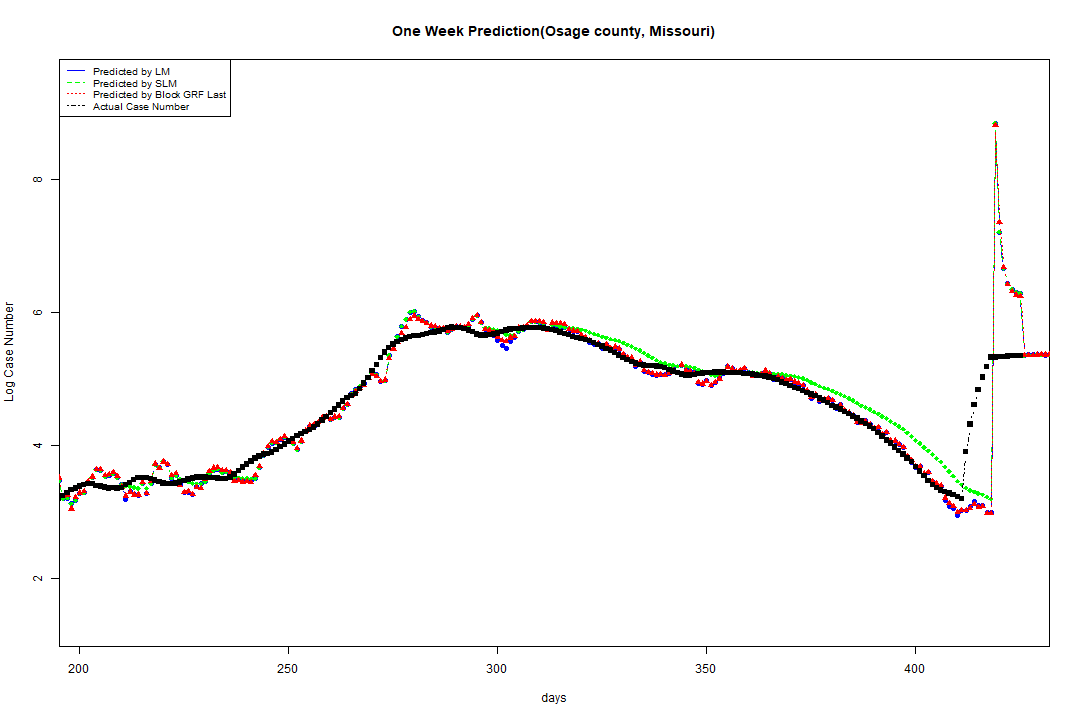 One Week Prediction(Osage county, Missouri)
Predicted by LM
Predicted by SLM
Predicted by Block GRF Last
Actual Case Number
8
6
4
2
Log Case Number
200 250 300 350 400
days